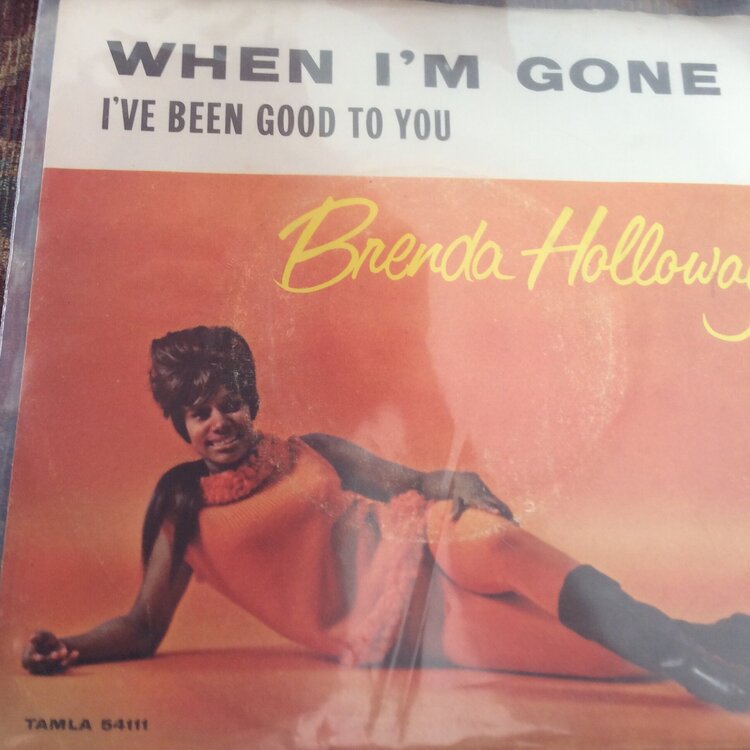 WHEN I'M GONE
I'VE BEEN GOOD TO YOU
Brenda Holloway
TAMLA 54111